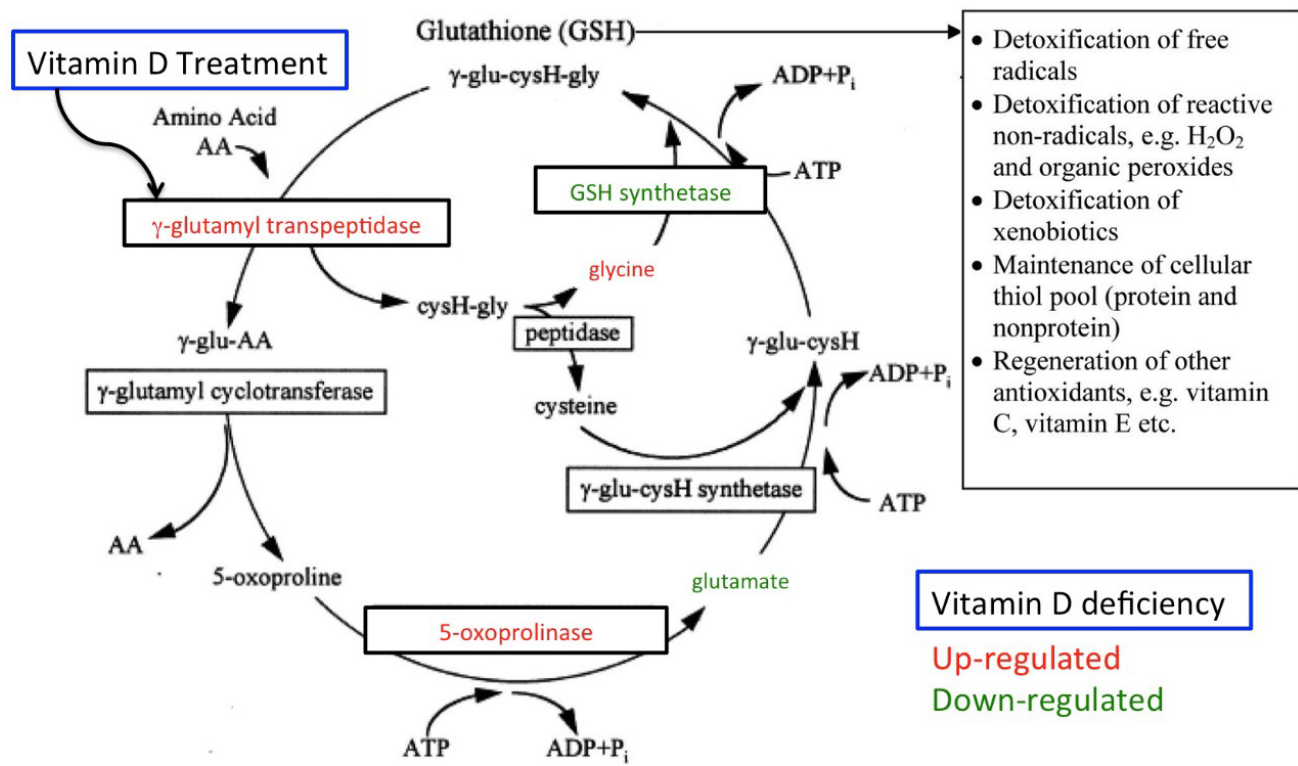 Glutathione (GSH)
Vitamin D Treatment
γ-glu-cysH-gly
ADP+Pi
Amino Acid
AA
ATP
GSH synthetase
γ-glutamyl transpeptidase
glycine
cysH-gly
peptidase
γ-glu-AA
γ-glu-cysH
γ-glutamyl cyclotransferase
ADP+Pi
cysteine
γ-glu-cysH synthetase
ATP
AA
5-oxoproline
glutamate
5-oxoprolinase
ATP
ADP+Pi
• Detoxification of free
radicals
• Detoxification of reactive
non-radicals, e.g. H₂O₂
and organic peroxides
• Detoxification of
xenobiotics
• Maintenance of cellular
thiol pool (protein and
nonprotein)
• Regeneration of other
antioxidants, e.g. vitamin
C, vitamin E etc.
Vitamin D deficiency
Up-regulated
Down-regulated